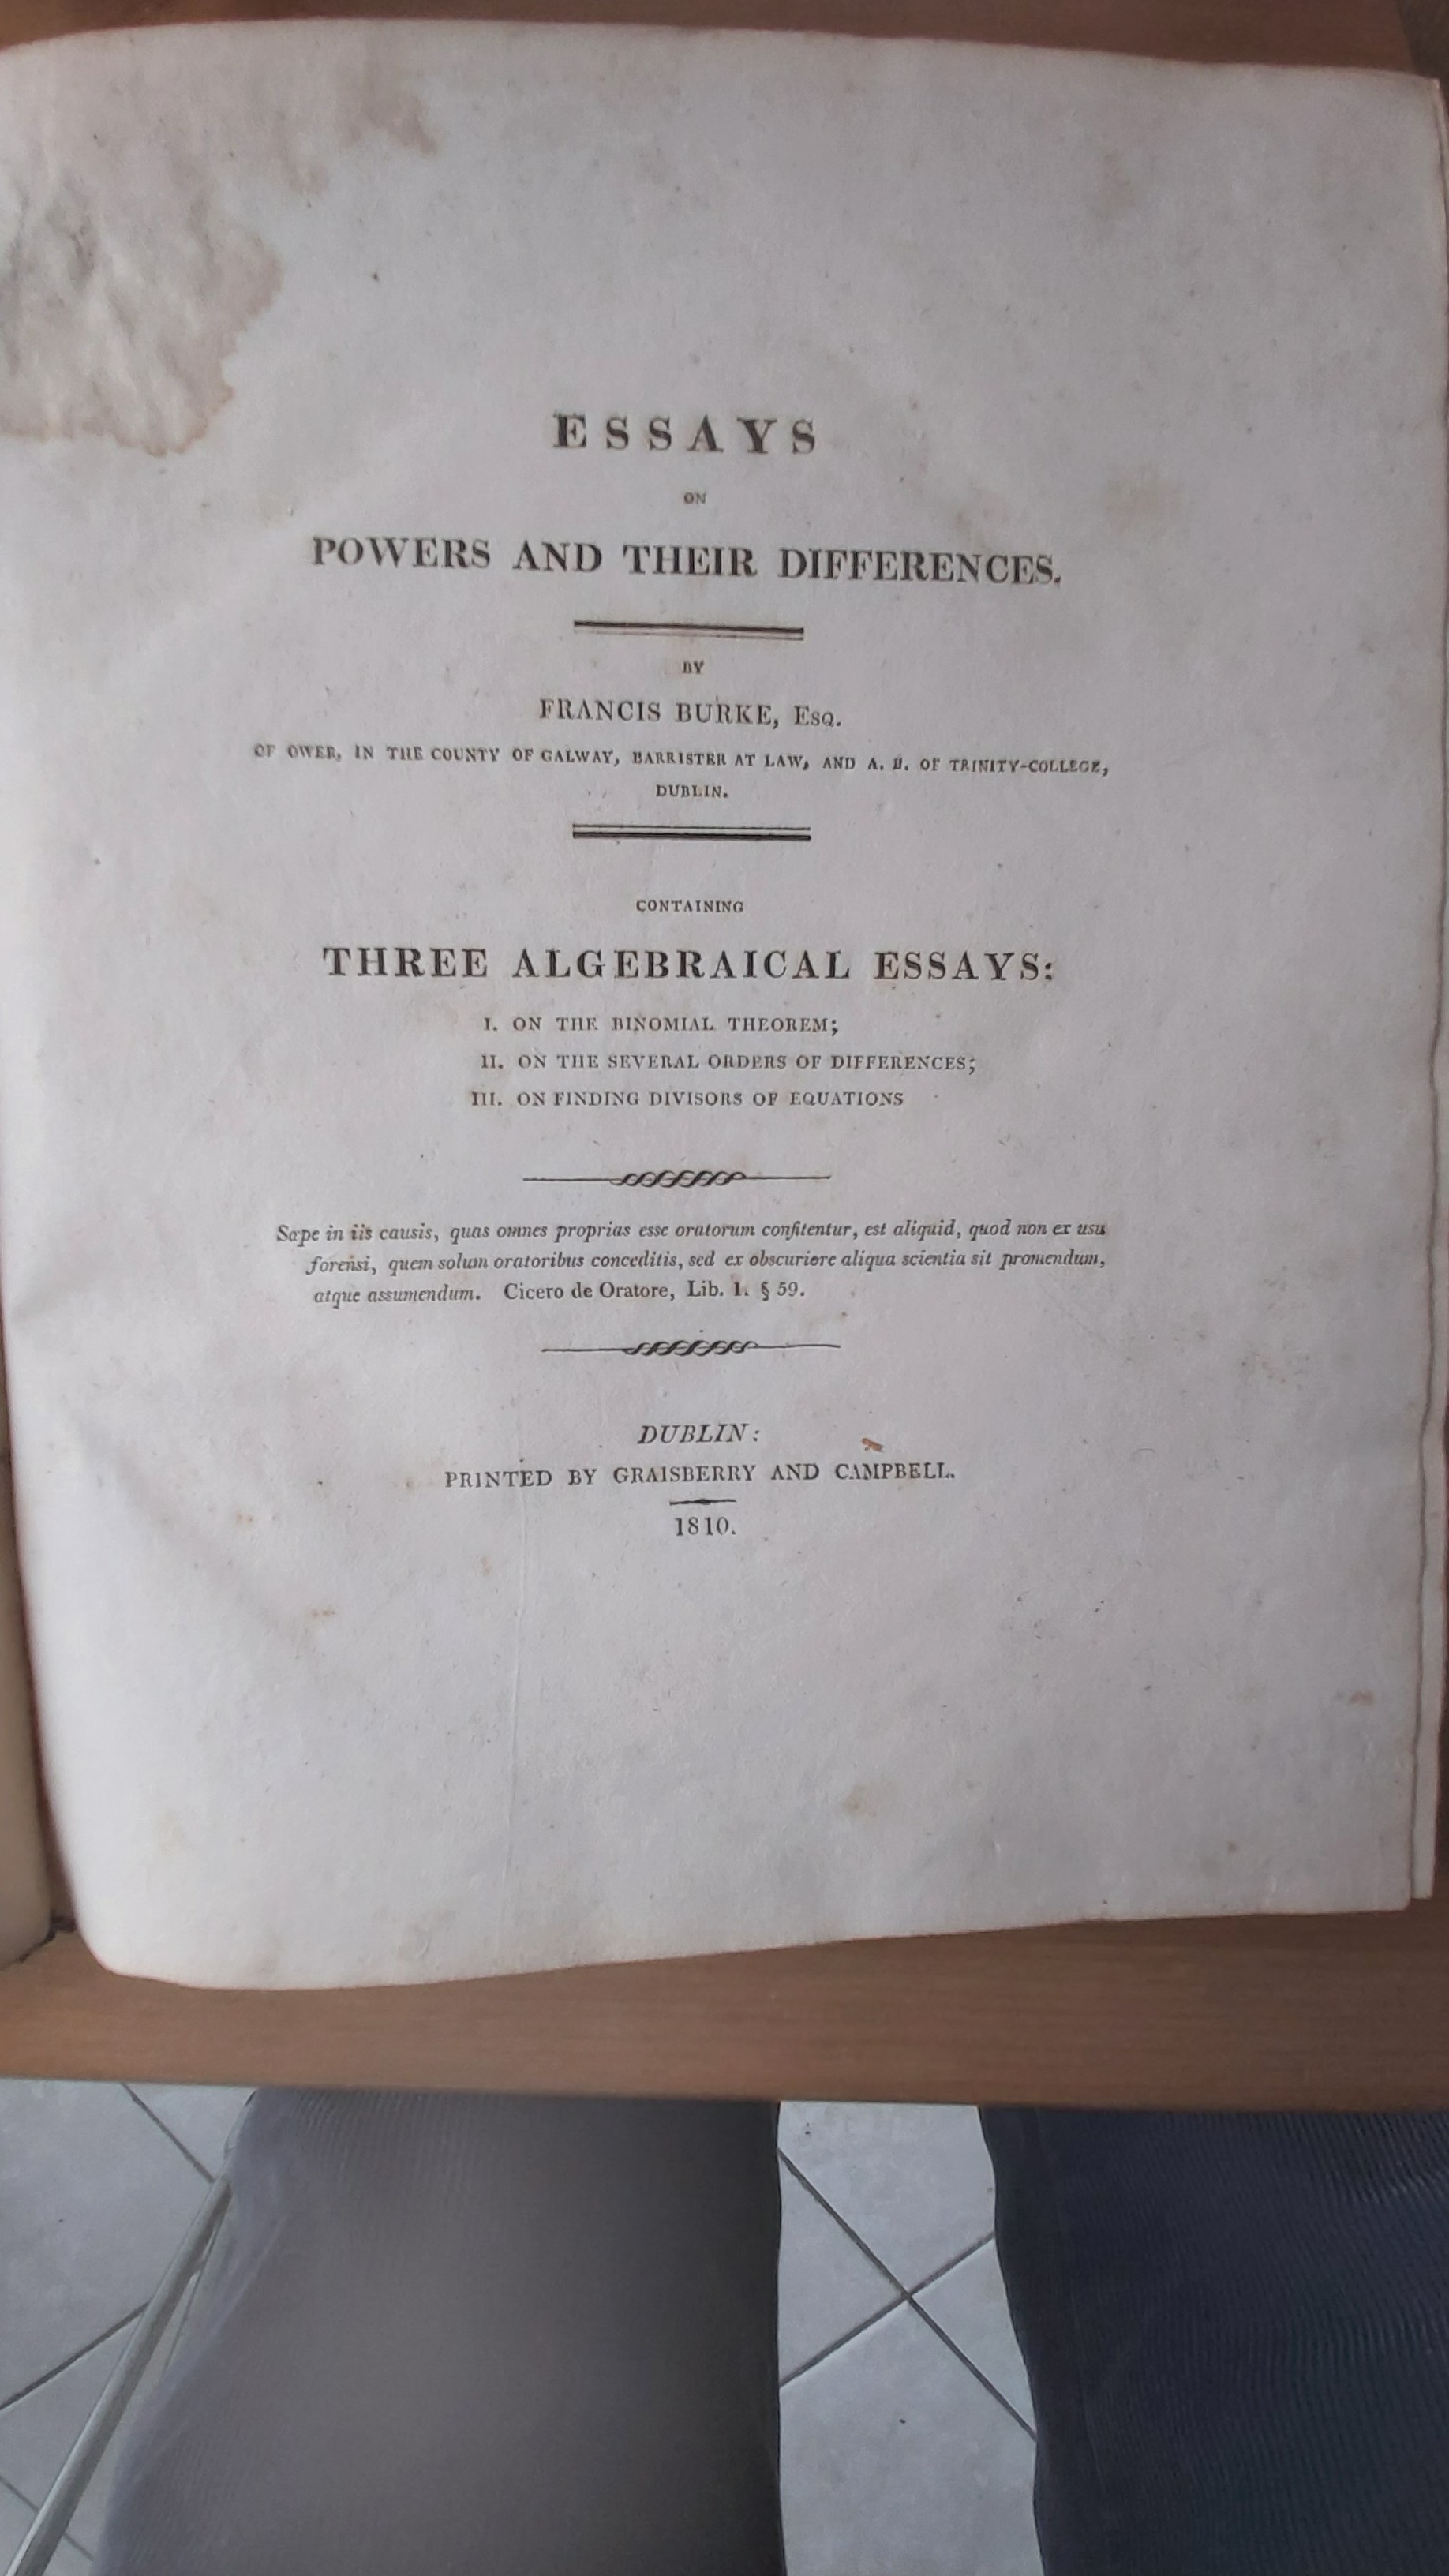 ESSAYS
ON
POWERS AND THEIR DIFFERENCES.
BY
FRANCIS BURKE, Esq.
OF OWER, IN THE COUNTY OF GALWAY, BARRISTER AT LAW, AND A. B. OF TRINITY-COLLEGE,
DUBLIN.
CONTAINING
THREE ALGEBRAICAL ESSAYS:
I. ON THE BINOMIAL THEOREM;
II. ON THE SEVERAL ORDERS OF DIFFERENCES;
III. ON FINDING DIVISORS OF EQUATIONS
Sæpe in iis causis, quas omnes proprias esse oratorum confitentur, est aliquid, quod non ex usu
forensi, quem solum oratoribus conceditis, sed ex obscuriore aliqua scientia sit promendum,
atque assumendum. Cicero de Oratore, Lib. 1. § 59.
DUBLIN:
PRINTED BY GRAISBERRY AND CAMPBELL.
1810.